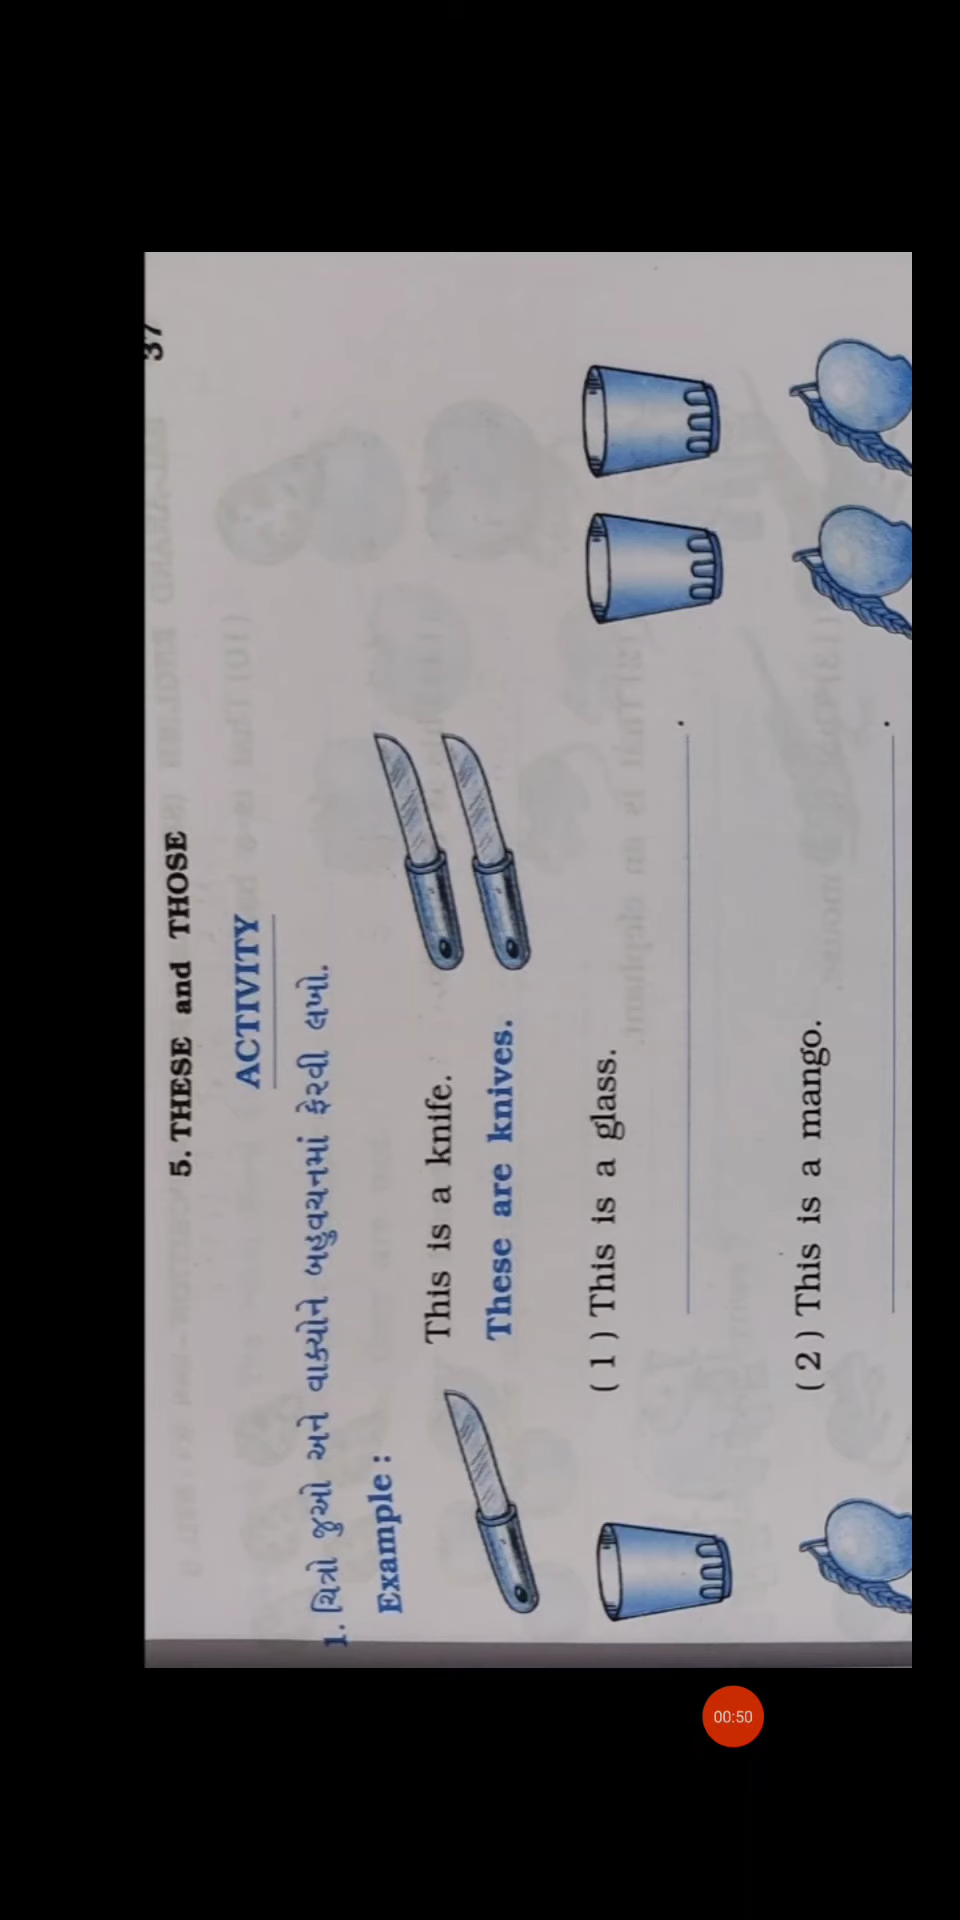 37
5. THESE and THOSE
ACTIVITY
1. ચિત્રો જુઓ અને વાક્યોને બહુવચનમાં ફેરવી લખો.
Example :
This is a knife.
These are knives.
( 1 ) This is a glass.
( 2 ) This is a mango.
00:50